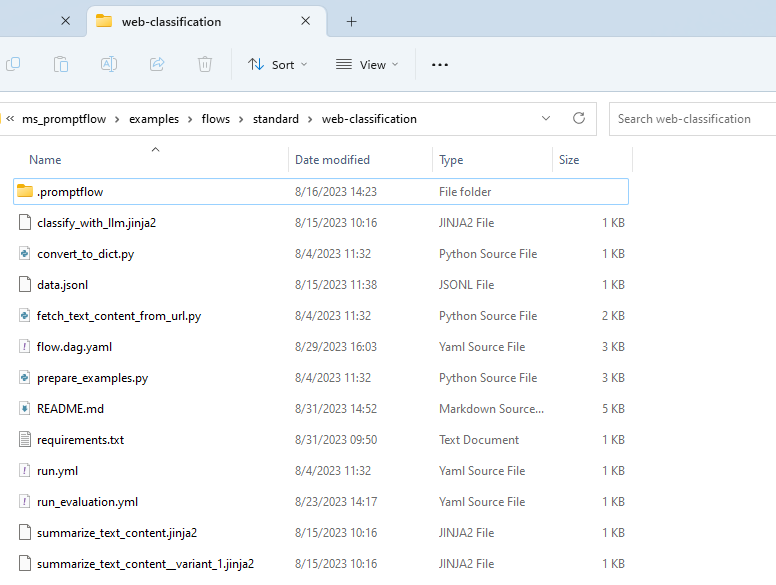 web-classification
Sort View
ms_promptflow examples flows standard web-classification Search web-classification
Name Date modified Type Size
.promptflow 8/16/2023 14:23 File folder
classify_with_llm.jinja2 8/15/2023 10:16 JINJA2 File 1 KB
convert_to_dict.py 8/4/2023 11:32 Python Source File 1 KB
data.jsonl 8/15/2023 11:38 JSONL File 1 KB
fetch_text_content_from_url.py 8/4/2023 11:32 Python Source File 2 KB
flow.dag.yaml 8/29/2023 16:03 Yaml Source File 3 KB
prepare_examples.py 8/4/2023 11:32 Python Source File 3 KB
README.md 8/31/2023 14:52 Markdown Source... 5 KB
requirements.txt 8/31/2023 09:50 Text Document 1 KB
run.yml 8/4/2023 11:32 Yaml Source File 1 KB
run_evaluation.yml 8/23/2023 14:17 Yaml Source File 1 KB
summarize_text_content.jinja2 8/15/2023 10:16 JINJA2 File 1 KB
summarize_text_content__variant_1.jinja2 8/15/2023 10:16 JINJA2 File 1 KB